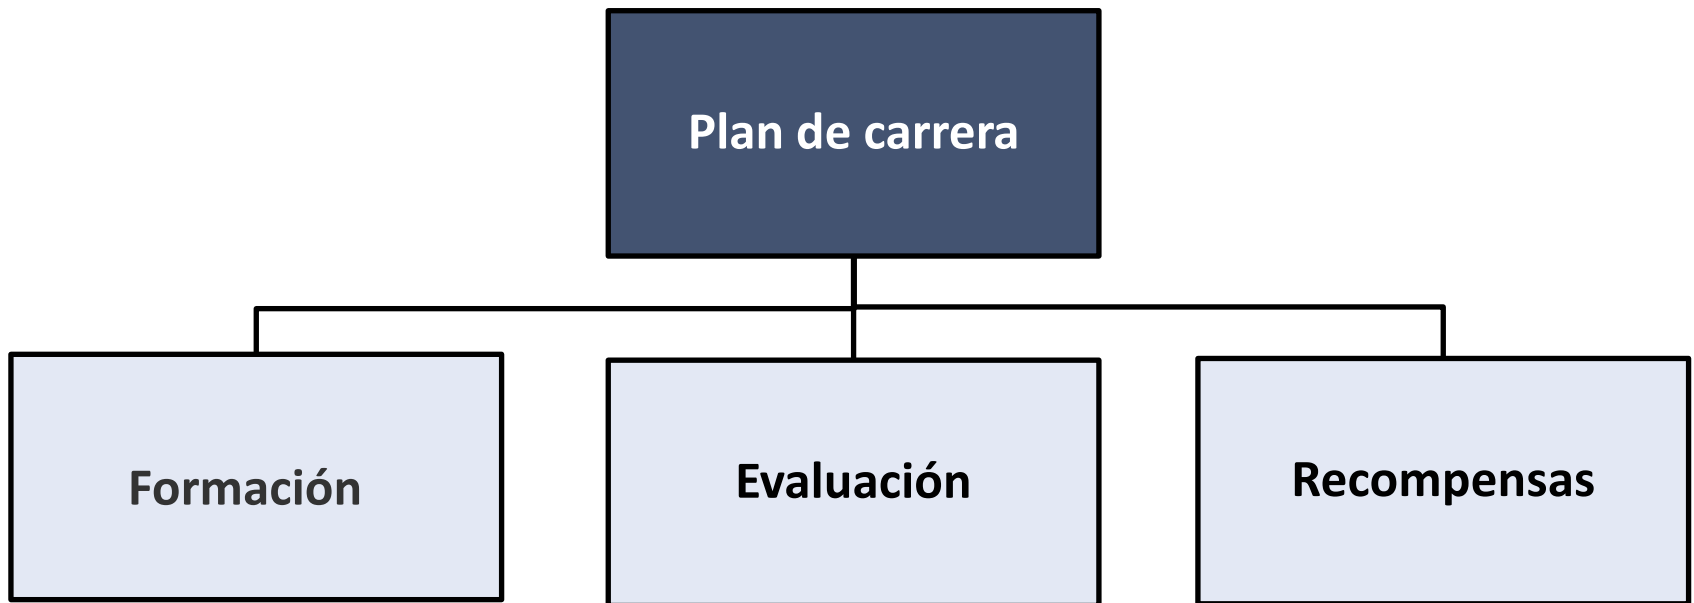 Plan de carrera
Formación
Evaluación
Recompensas